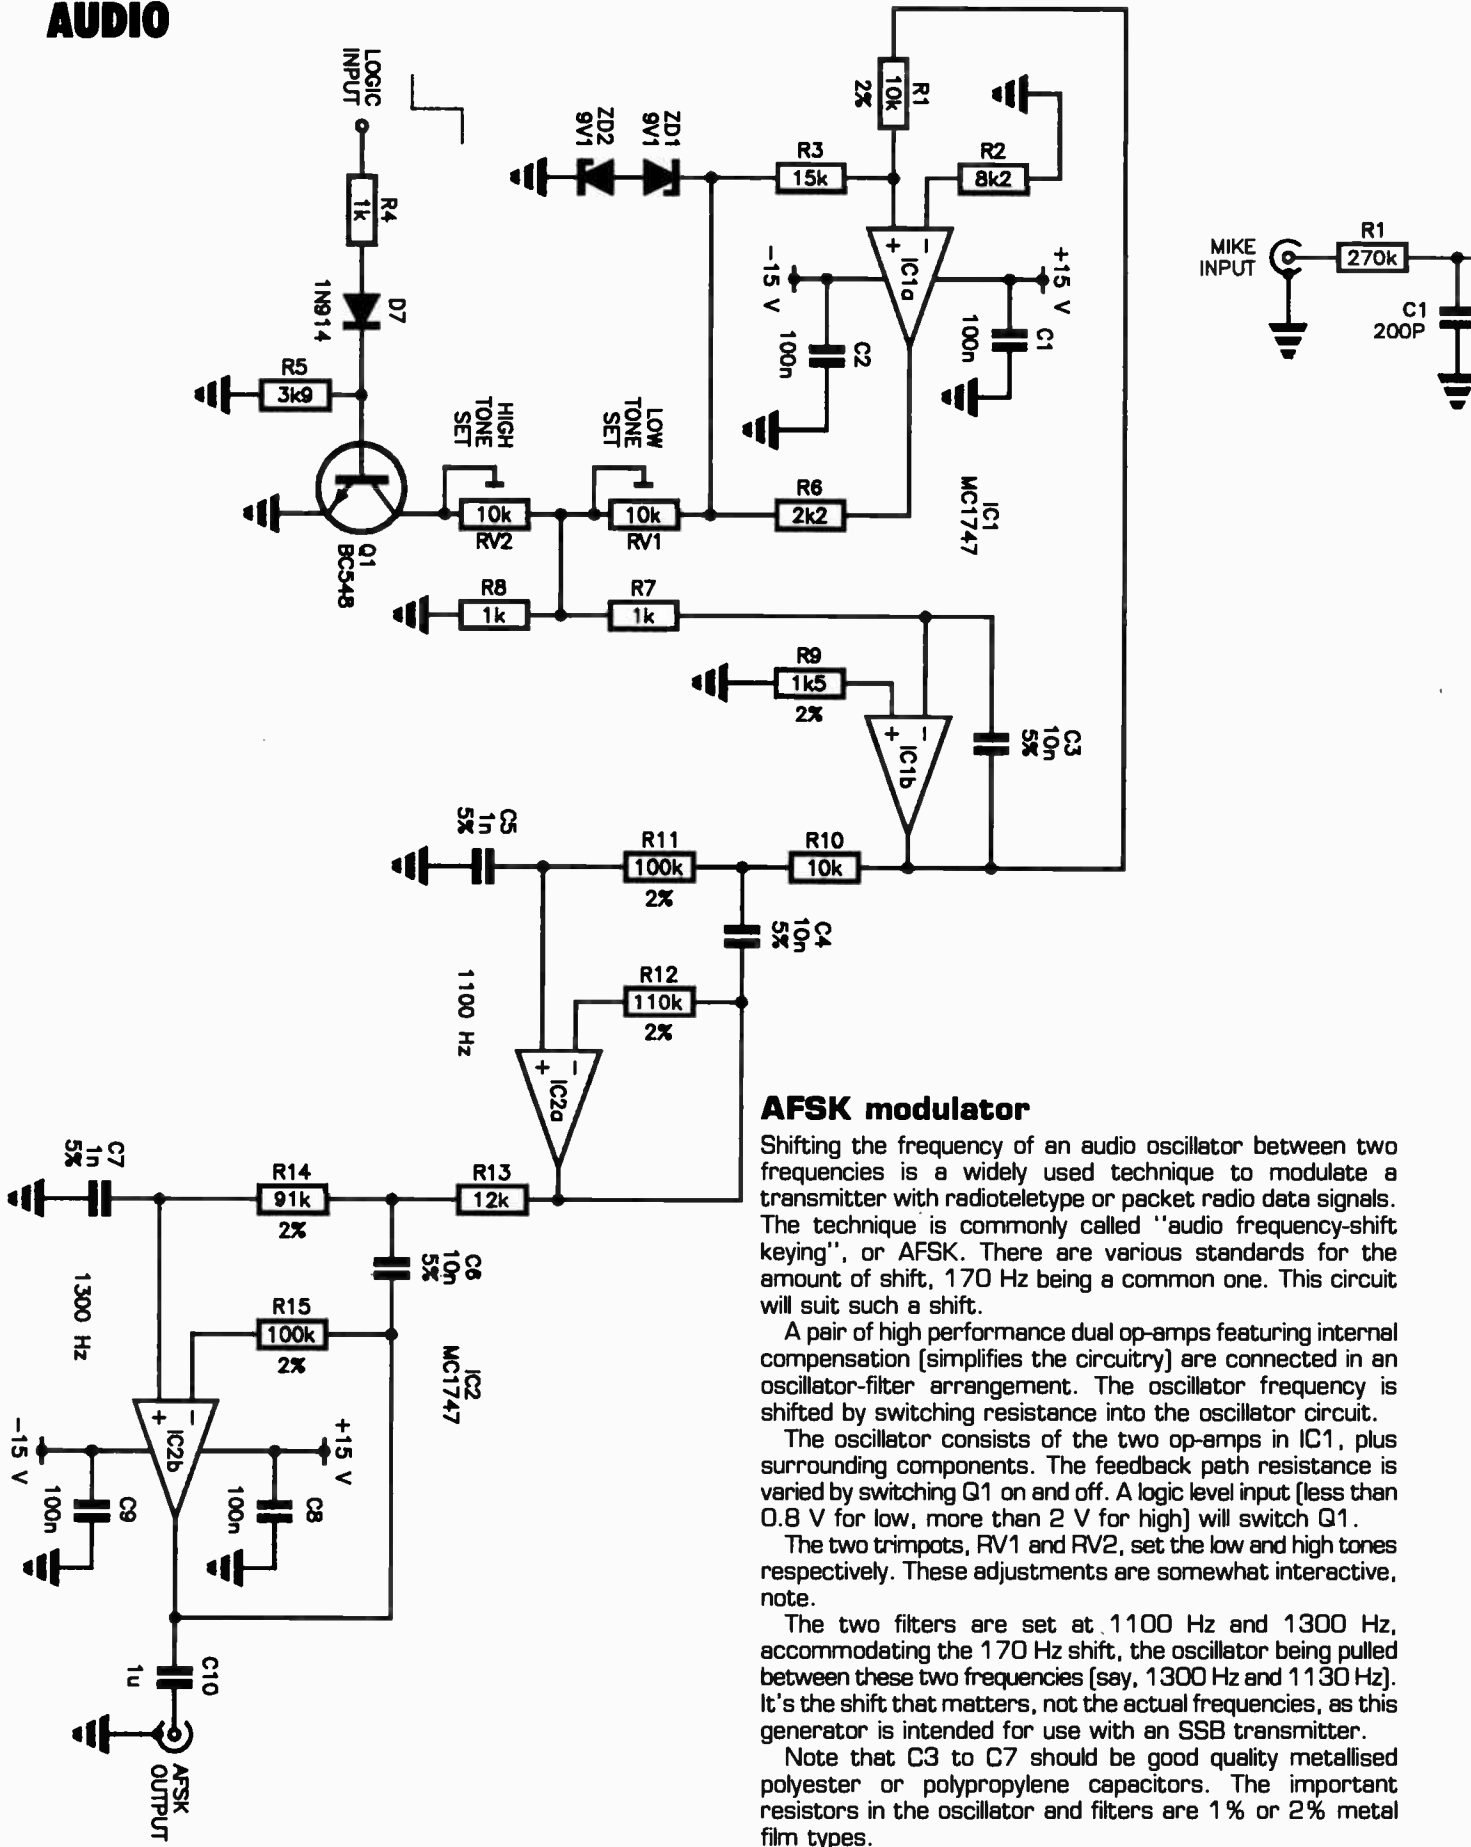 AUDIO
LOGIC
INPUT
R4
1k
D7
1N914
R5
3k9
Q1
BC548
ZD2
9V1
ZD1
9V1
R1
10k
2%
R2
8k2
R3
15k
+
−
IC1a
−15 V
+15 V
C2
100n
C1
100n
IC1
MC1747
HIGH
TONE
SET
10k
RV2
LOW
TONE
SET
10k
RV1
R6
2k2
R8
1k
R7
1k
R9
1k5
2%
+
−
IC1b
C3
10n
5%
C5
1n
5%
R11
100k
2%
R10
10k
C4
10n
5%
1100 Hz
R12
110k
2%
+
−
IC2a
C7
1n
5%
R14
91k
2%
R13
12k
C6
10n
5%
1300 Hz
R15
100k
2%
IC2
MC1747
+
−
IC2b
−15 V
+15 V
C9
100n
C8
100n
C10
1u
AFSK
OUTPUT
MIKE
INPUT
R1
270k
C1
200P
AFSK modulator
Shifting the frequency of an audio oscillator between two
frequencies is a widely used technique to modulate a
transmitter with radioteletype or packet radio data signals.
The technique is commonly called "audio frequency-shift
keying", or AFSK. There are various standards for the
amount of shift, 170 Hz being a common one. This circuit
will suit such a shift.
A pair of high performance dual op-amps featuring internal
compensation (simplifies the circuitry) are connected in an
oscillator-filter arrangement. The oscillator frequency is
shifted by switching resistance into the oscillator circuit.
The oscillator consists of the two op-amps in IC1, plus
surrounding components. The feedback path resistance is
varied by switching Q1 on and off. A logic level input (less than
0.8 V for low, more than 2 V for high) will switch Q1.
The two trimpots, RV1 and RV2, set the low and high tones
respectively. These adjustments are somewhat interactive,
note.
The two filters are set at 1100 Hz and 1300 Hz,
accommodating the 170 Hz shift, the oscillator being pulled
between these two frequencies (say, 1300 Hz and 1130 Hz).
It's the shift that matters, not the actual frequencies, as this
generator is intended for use with an SSB transmitter.
Note that C3 to C7 should be good quality metallised
polyester or polypropylene capacitors. The important
resistors in the oscillator and filters are 1% or 2% metal
film types.